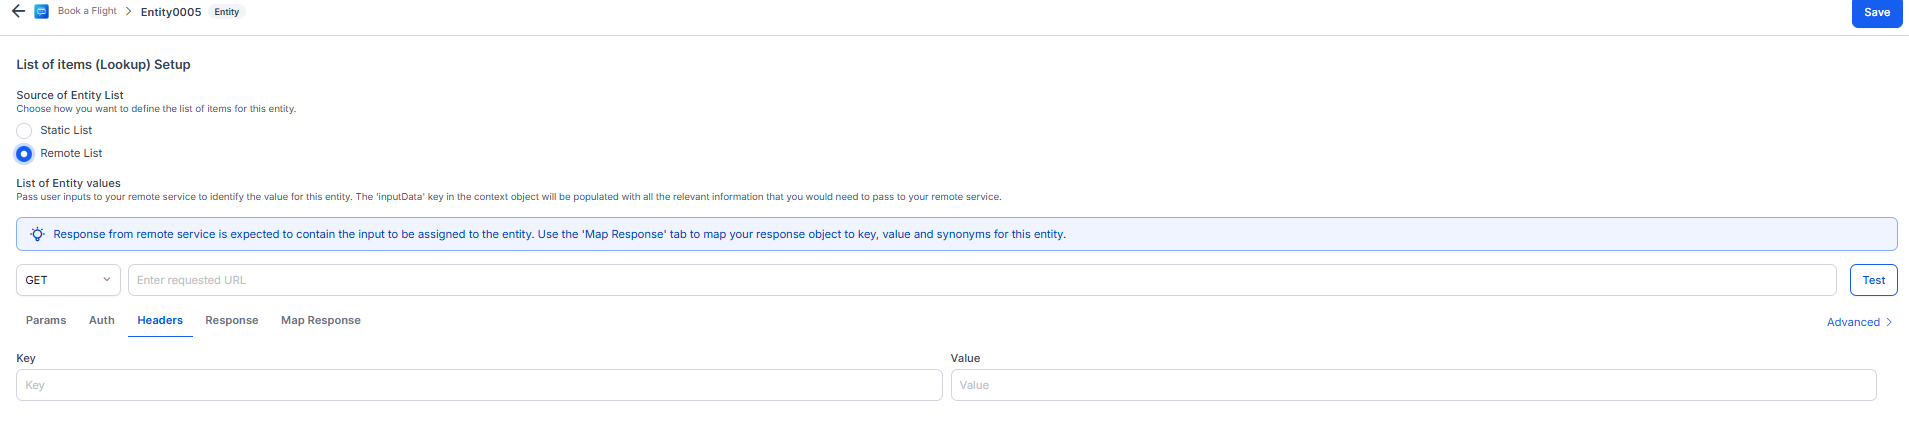 Book a Flight > Entity0005 Entity
Save
List of items (Lookup) Setup
Source of Entity List
Choose how you want to define the list of items for this entity.
Static List
Remote List
List of Entity values
Pass user inputs to your remote service to identify the value for this entity. The 'inputData' key in the context object will be populated with all the relevant information that you would need to pass to your remote service.
Response from remote service is expected to contain the input to be assigned to the entity. Use the 'Map Response' tab to map your response object to key, value and synonyms for this entity.
GET Enter requested URL Test
Params Auth Headers Response Map Response Advanced >
Key Value
Key Value